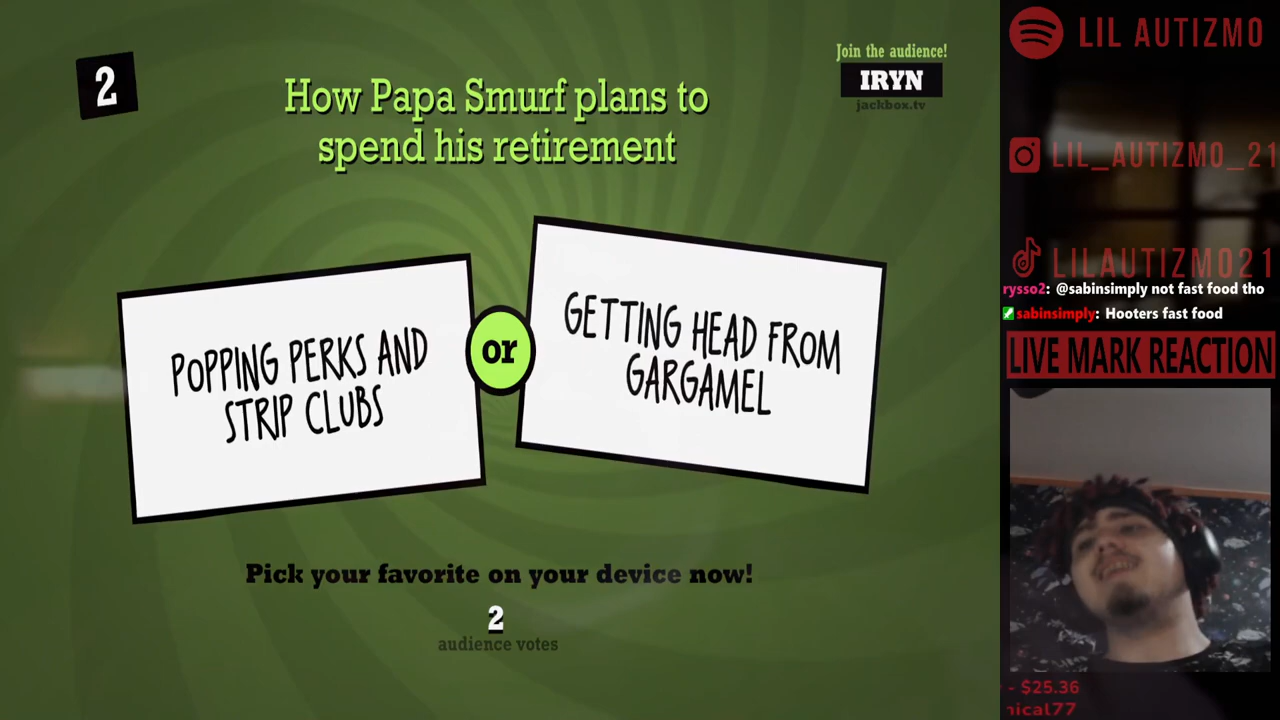 2
How Papa Smurf plans to
spend his retirement
Join the audience!
IRYN
jackbox.tv
POPPING PERKS AND
STRIP CLUBS
or
GETTING HEAD FROM
GARGAMEL
Pick your favorite on your device now!
2
audience votes
LIL AUTIZMO
LIL_AUTIZMO_21
LILAUTIZMO21
rysso2: @sabinsimply not fast food tho
sabinsimply: Hooters fast food
LIVE MARK REACTION
- $25.36
nical77